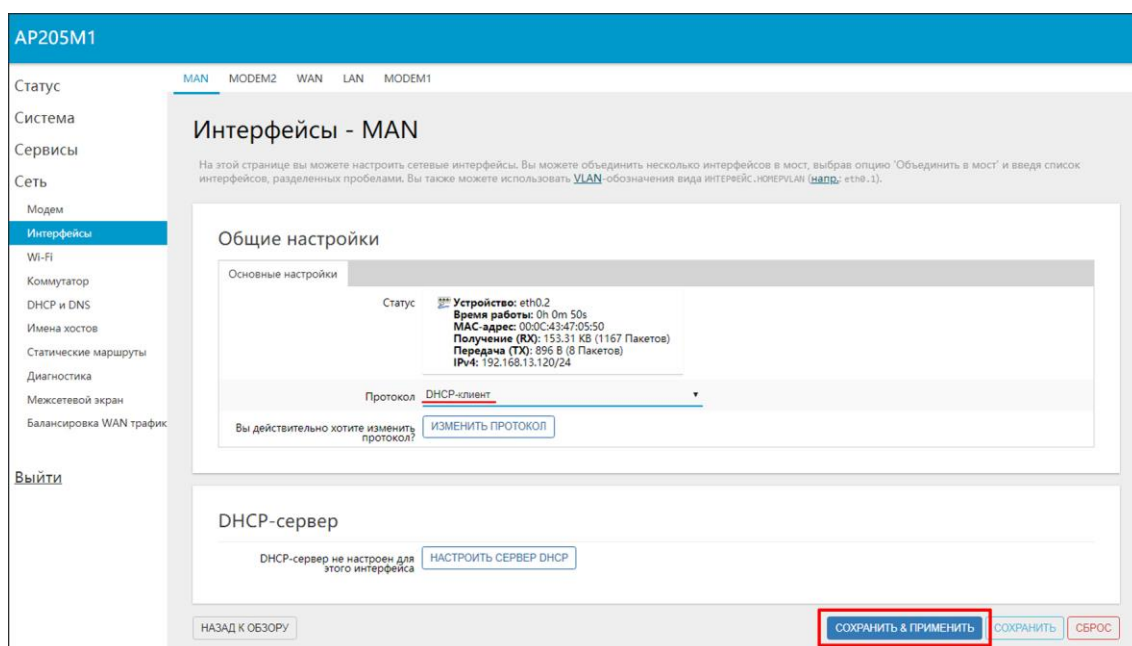 AP205M1
Статус
Система
Сервисы
Сеть
Модем
Интерфейсы
Wi-Fi
Коммутатор
DHCP и DNS
Имена хостов
Статические маршруты
Диагностика
Межсетевой экран
Балансировка WAN трафик
Выйти
MAN MODEM2 WAN LAN MODEM1
Интерфейсы - MAN
На этой странице вы можете настроить сетевые интерфейсы. Вы можете объединить несколько интерфейсов в мост, выбрав опцию 'Объединить в мост' и введя список
интерфейсов, разделенных пробелами. Вы также можете использовать VLAN-обозначения вида ИНТЕРФЕЙС.НОМЕРVLAN (напр.: eth0.1).
Общие настройки
Основные настройки
Статус
Устройство: eth0.2
Время работы: 0h 0m 50s
MAC-адрес: 00:0C:43:47:05:50
Получение (RX): 153.31 KB (1167 Пакетов)
Передача (TX): 896 B (8 Пакетов)
IPv4: 192.168.13.120/24
Протокол DHCP-клиент
Вы действительно хотите изменить
протокол?
ИЗМЕНИТЬ ПРОТОКОЛ
DHCP-сервер
DHCP-сервер не настроен для
этого интерфейса
НАСТРОИТЬ СЕРВЕР DHCP
НАЗАД К ОБЗОРУ
СОХРАНИТЬ & ПРИМЕНИТЬ СОХРАНИТЬ СБРОС